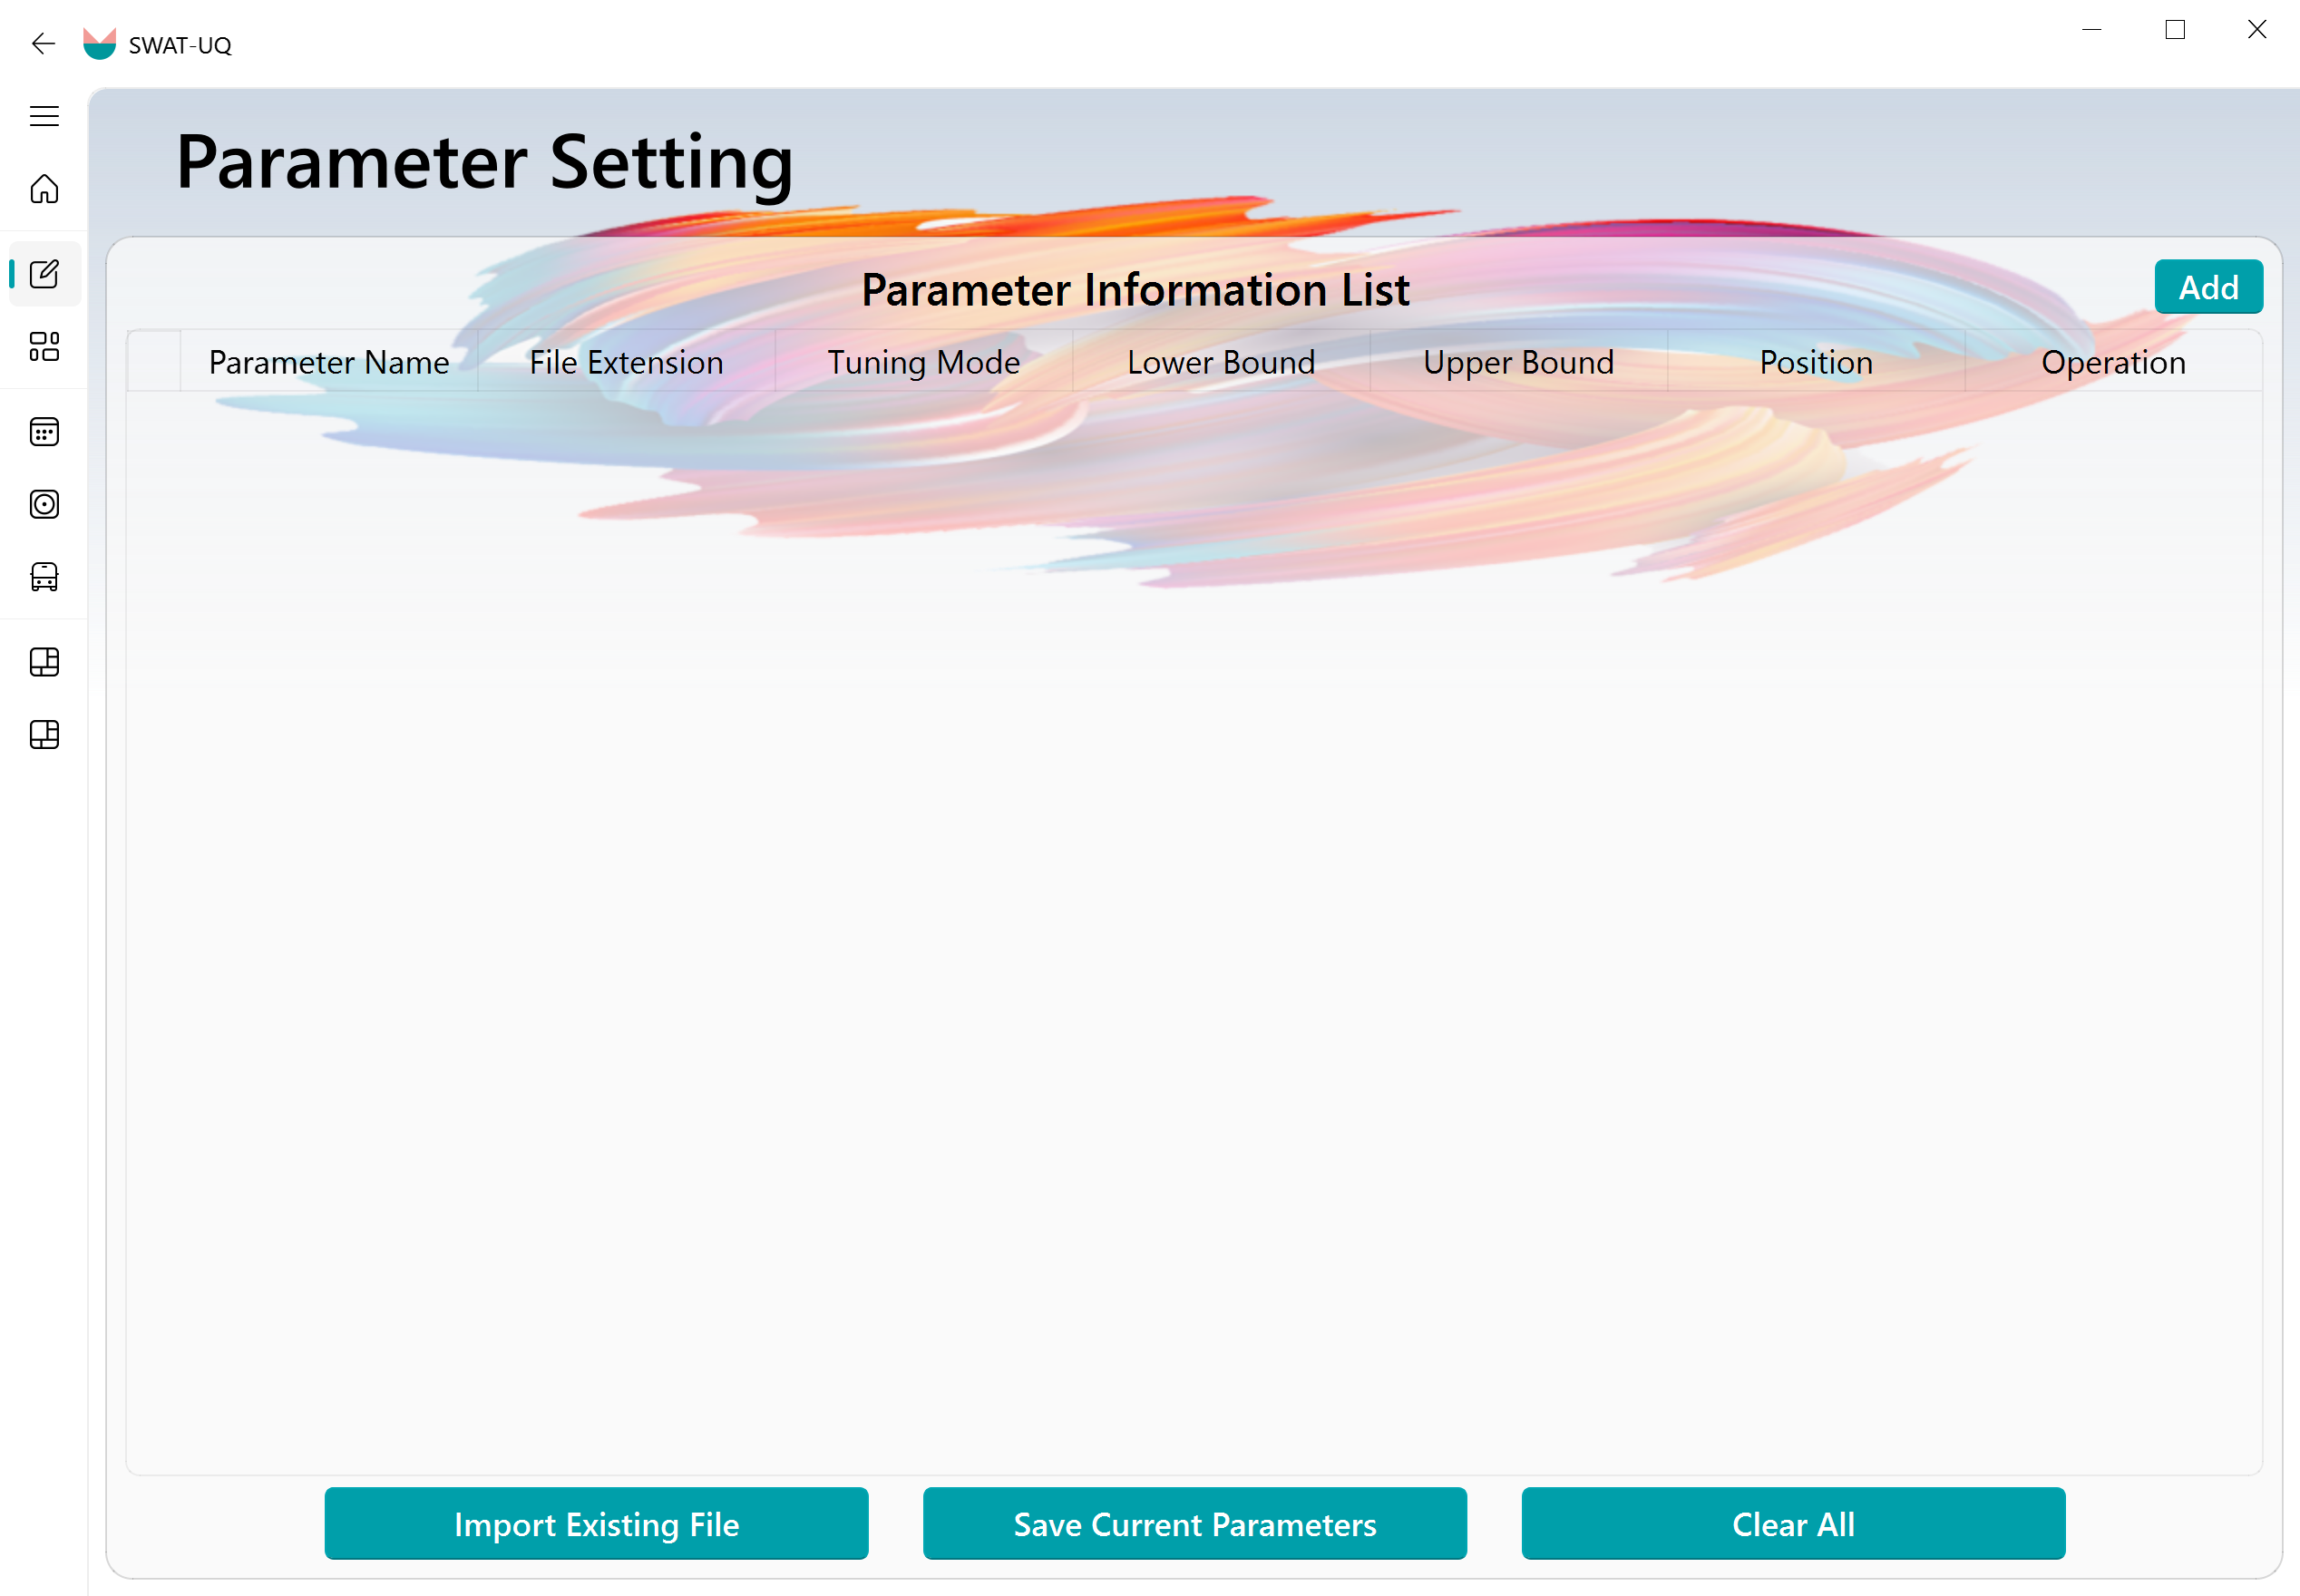 SWAT-UQ
Parameter Setting
Parameter Information List
Add
Parameter Name File Extension Tuning Mode Lower Bound Upper Bound Position Operation
Import Existing File Save Current Parameters Clear All